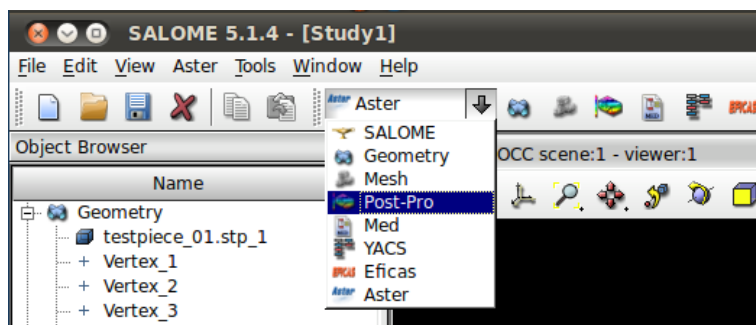 SALOME 5.1.4 - [Study1]
File Edit View Aster Tools Window Help
Aster Aster
Object Browser
SALOME
OCC scene:1 - viewer:1
Geometry
Name
Mesh
Post-Pro
Geometry
Med
testpiece_01.stp_1
YACS
Vertex_1
Eficas
Vertex_2
Aster Aster
Vertex_3